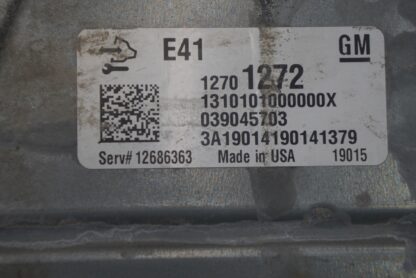 E41 GM
1270 1272
1310101000000X
039045703
3A19014190141379
Serv# 12686363 Made in USA 19015